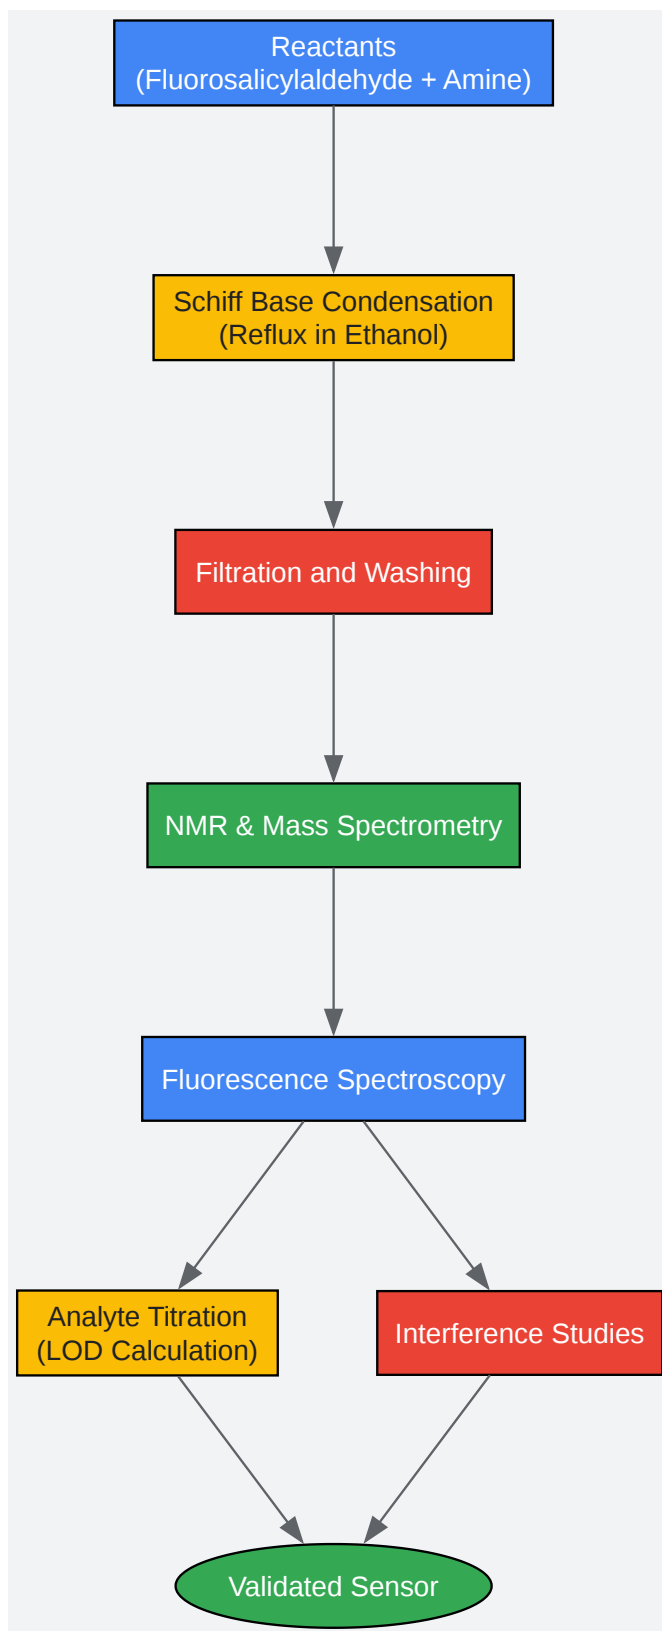 Reactants
(Fluorosalicylaldehyde + Amine)
Schiff Base Condensation
(Reflux in Ethanol)
Filtration and Washing
NMR & Mass Spectrometry
Fluorescence Spectroscopy
Analyte Titration
(LOD Calculation)
Interference Studies
Validated Sensor